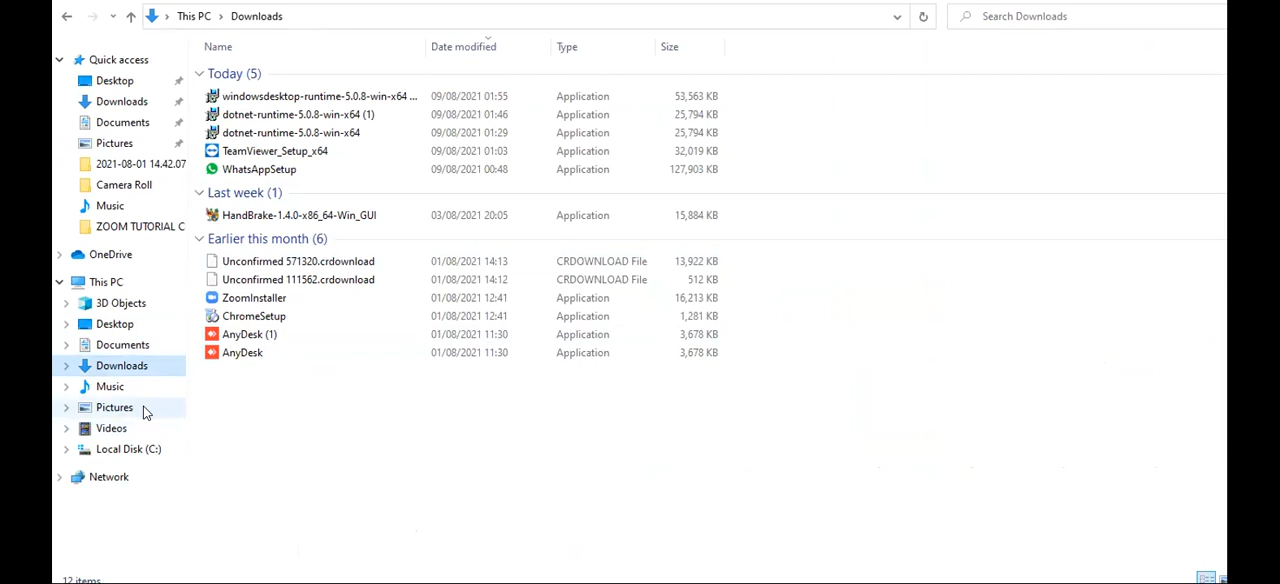 This PC > Downloads
Search Downloads
Name Date modified Type Size
Quick access
Desktop
Downloads
Documents
Pictures
2021-08-01 14.42.07
Camera Roll
Music
ZOOM TUTORIAL C
OneDrive
This PC
3D Objects
Desktop
Documents
Downloads
Music
Pictures
Videos
Local Disk (C:)
Network
Today (5)
windowsdesktop-runtime-5.0.8-win-x64 ... 09/08/2021 01:55 Application 53,563 KB
dotnet-runtime-5.0.8-win-x64 (1) 09/08/2021 01:46 Application 25,794 KB
dotnet-runtime-5.0.8-win-x64 09/08/2021 01:29 Application 25,794 KB
TeamViewer_Setup_x64 09/08/2021 01:03 Application 32,019 KB
WhatsAppSetup 09/08/2021 00:48 Application 127,903 KB
Last week (1)
HandBrake-1.4.0-x86_64-Win_GUI 03/08/2021 20:05 Application 15,884 KB
Earlier this month (6)
Unconfirmed 571320.crdownload 01/08/2021 14:13 CRDOWNLOAD File 13,922 KB
Unconfirmed 111562.crdownload 01/08/2021 14:12 CRDOWNLOAD File 512 KB
ZoomInstaller 01/08/2021 12:41 Application 16,213 KB
ChromeSetup 01/08/2021 12:41 Application 1,281 KB
AnyDesk (1) 01/08/2021 11:30 Application 3,678 KB
AnyDesk 01/08/2021 11:30 Application 3,678 KB
12 items